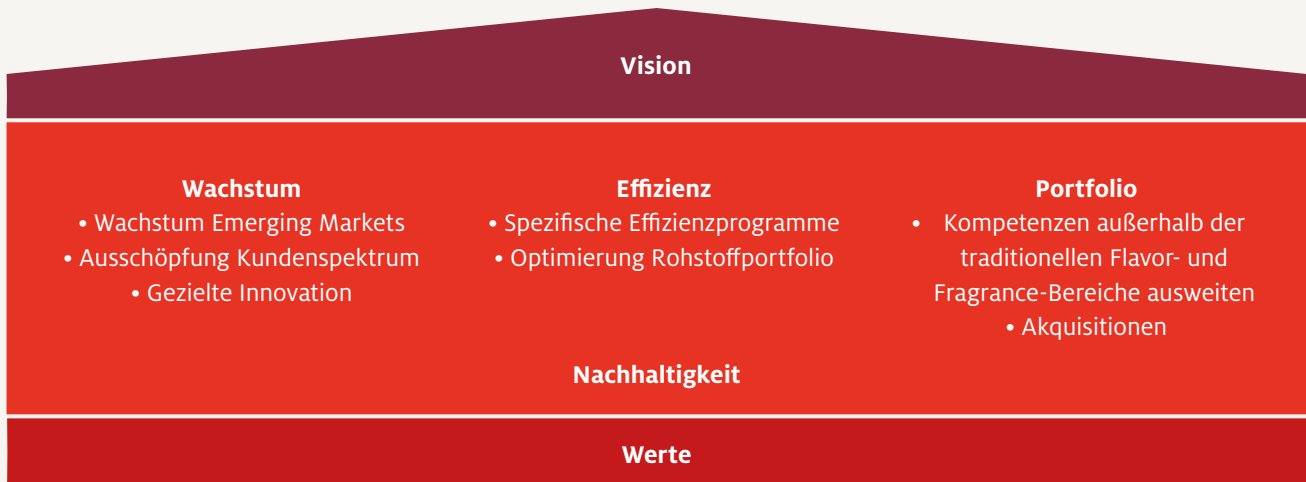 Vision
Wachstum
• Wachstum Emerging Markets
• Ausschöpfung Kundenspektrum
• Gezielte Innovation
Effizienz
• Spezifische Effizienzprogramme
• Optimierung Rohstoffportfolio
Portfolio
• Kompetenzen außerhalb der
traditionellen Flavor- und
Fragrance-Bereiche ausweiten
• Akquisitionen
Nachhaltigkeit
Werte